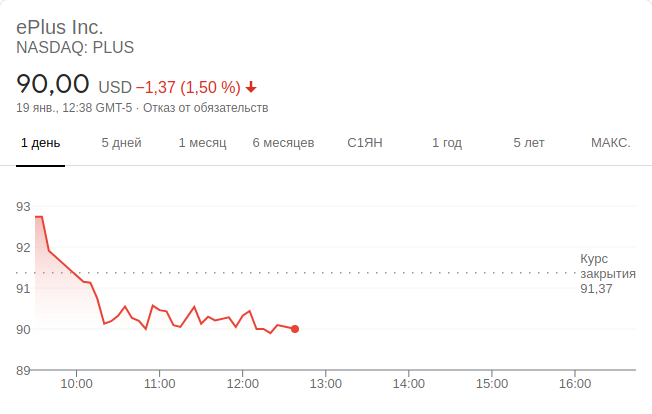 ePlus Inc.
NASDAQ: PLUS
90,00 USD −1,37 (1,50 %)
19 янв., 12:38 GMT-5 · Отказ от обязательств
1 день 5 дней 1 месяц 6 месяцев С1ЯН 1 год 5 лет МАКС.
93
92
Курс
закрытия
91,37
91
90
89
10:00 11:00 12:00 13:00 14:00 15:00 16:00